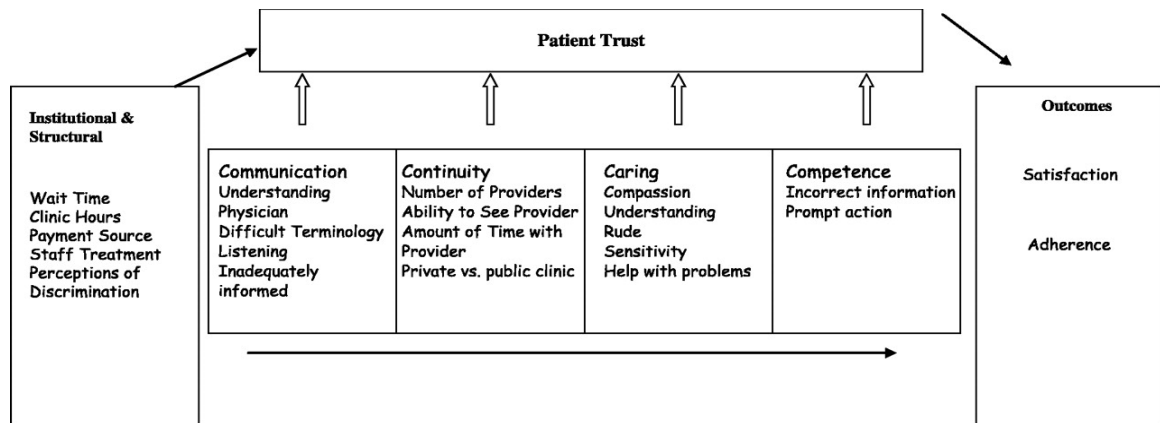 Patient Trust
Institutional &
Structural
Wait Time
Clinic Hours
Payment Source
Staff Treatment
Perceptions of
Discrimination
Communication
Understanding
Physician
Difficult Terminology
Listening
Inadequately
informed
Continuity
Number of Providers
Ability to See Provider
Amount of Time with
Provider
Private vs. public clinic
Caring
Compassion
Understanding
Rude
Sensitivity
Help with problems
Competence
Incorrect information
Prompt action
Outcomes
Satisfaction
Adherence